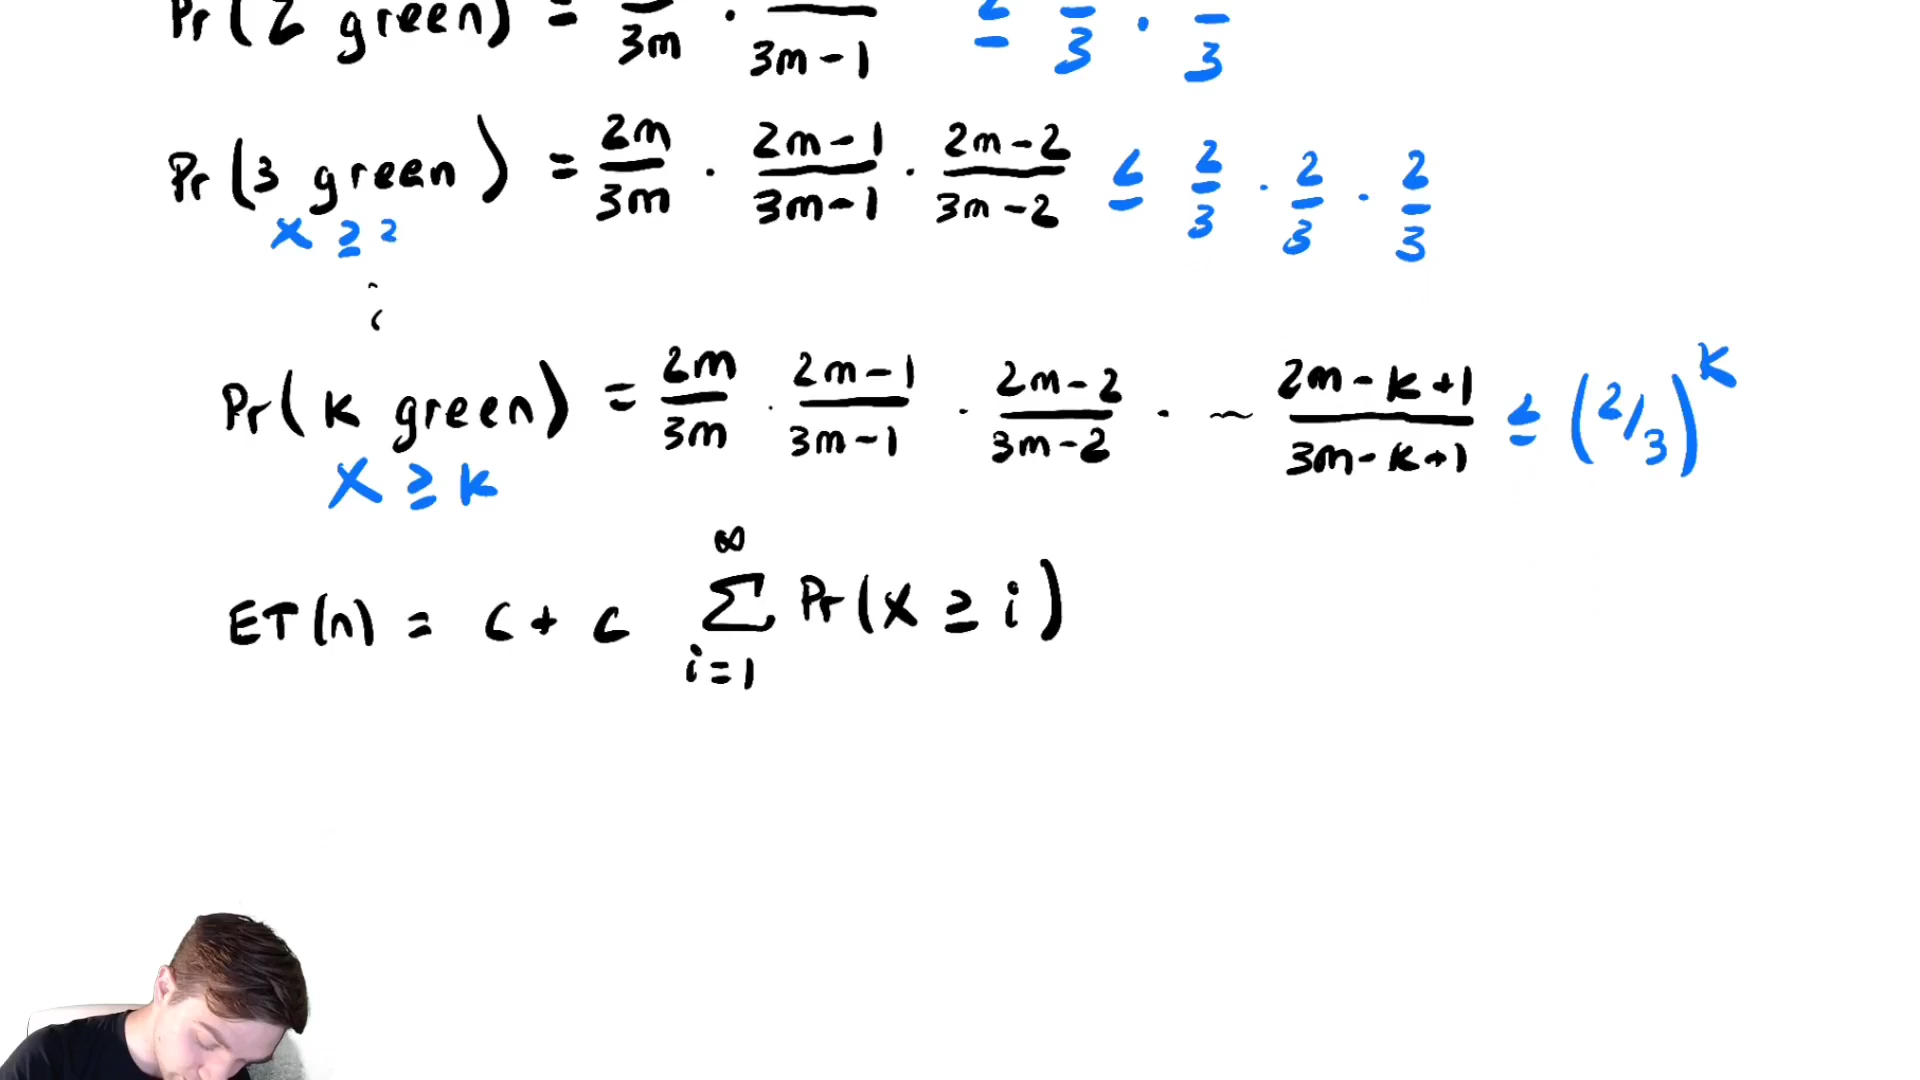 Pr(2 green) = /3m · /3m-1 ≤ /3 · /3
Pr(3 green) = 2m/3m · 2m-1/3m-1 · 2m-2/3m-2 ≤ 2/3 · 2/3 · 2/3
x ≥ 2
Pr(k green) = 2m/3m · 2m-1/3m-1 · 2m-2/3m-2 · ~ 2m-k+1/3m-k+1 ≤ (2/3)^k
X ≥ k
ET(n) = c + c ∑_{i=1}^{∞} Pr(X ≥ i)